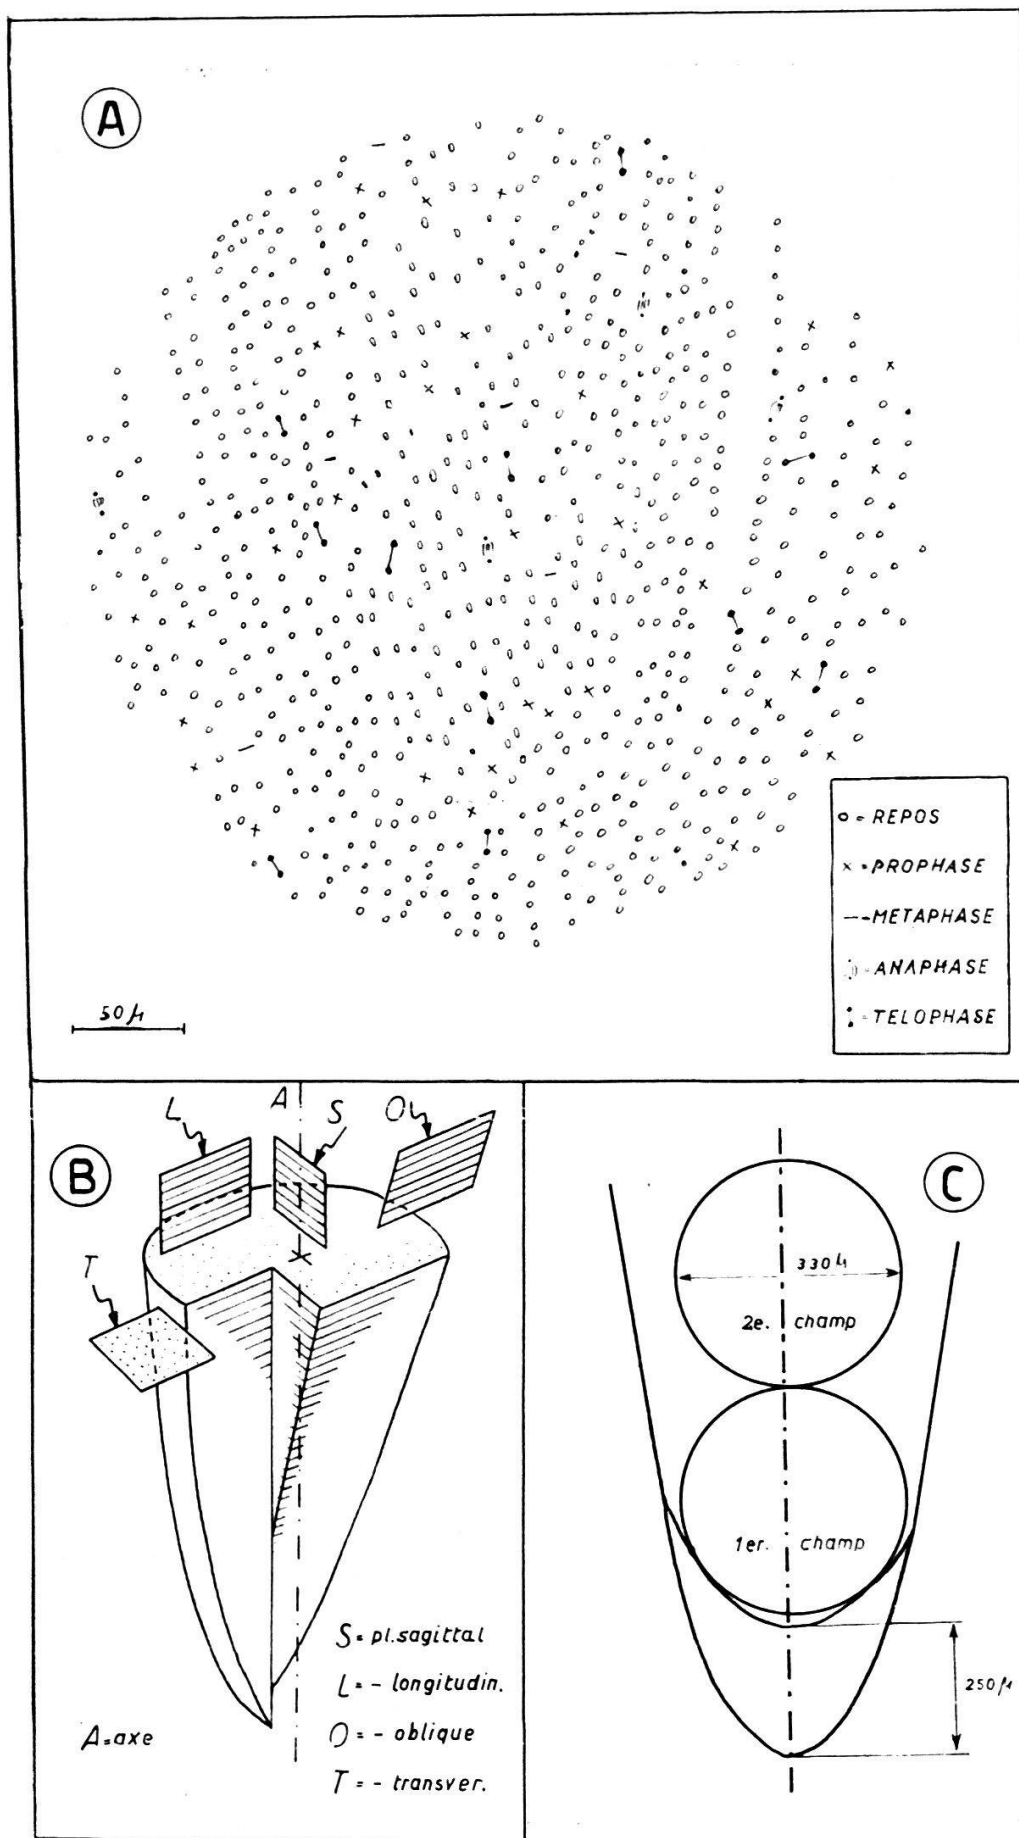 A
o = REPOS
x = PROPHASE
— = METAPHASE
= ANAPHASE
: = TELOPHASE
50 µ
B
L
A
S
O
T
S = pl. sagittal
L = - longitudin.
O = - oblique
T = - transver.
A = axe
C
330 µ
2e. champ
1er. champ
250 µ